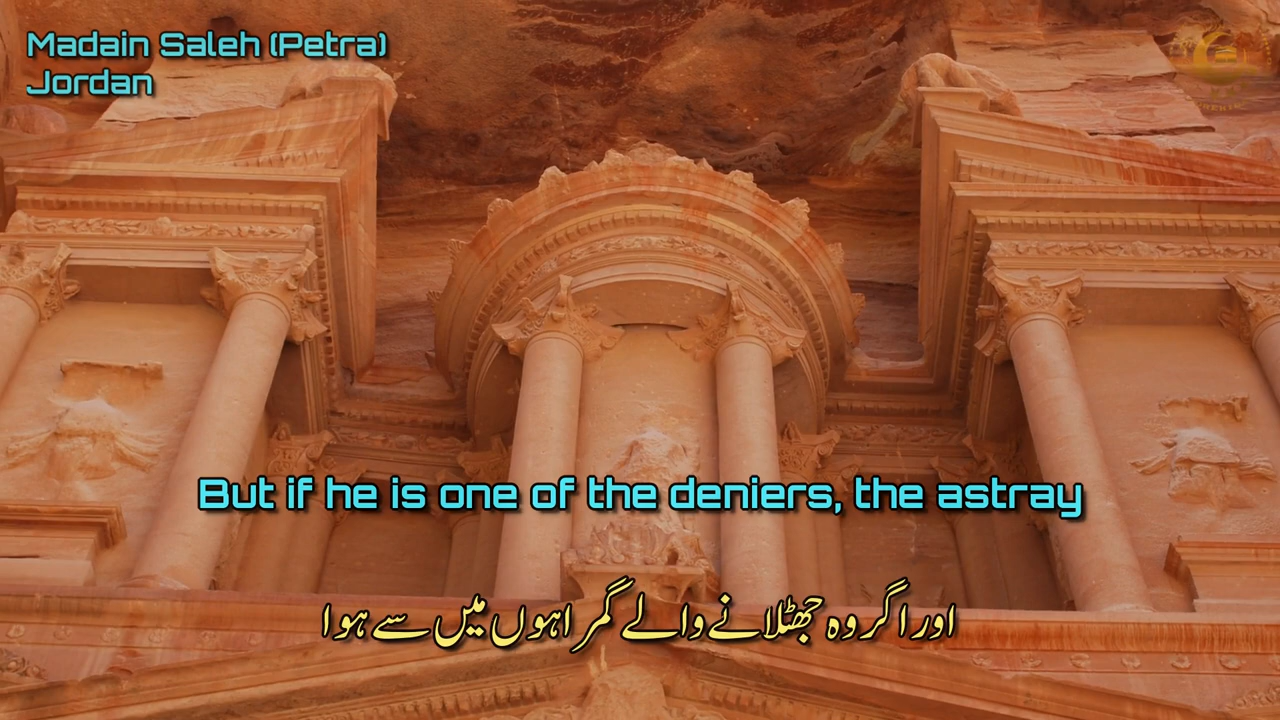 Madain Saleh (Petra)
Jordan
But if he is one of the deniers, the astray
اور اگر وہ جھٹلانے والے گمراہوں میں سے ہوا